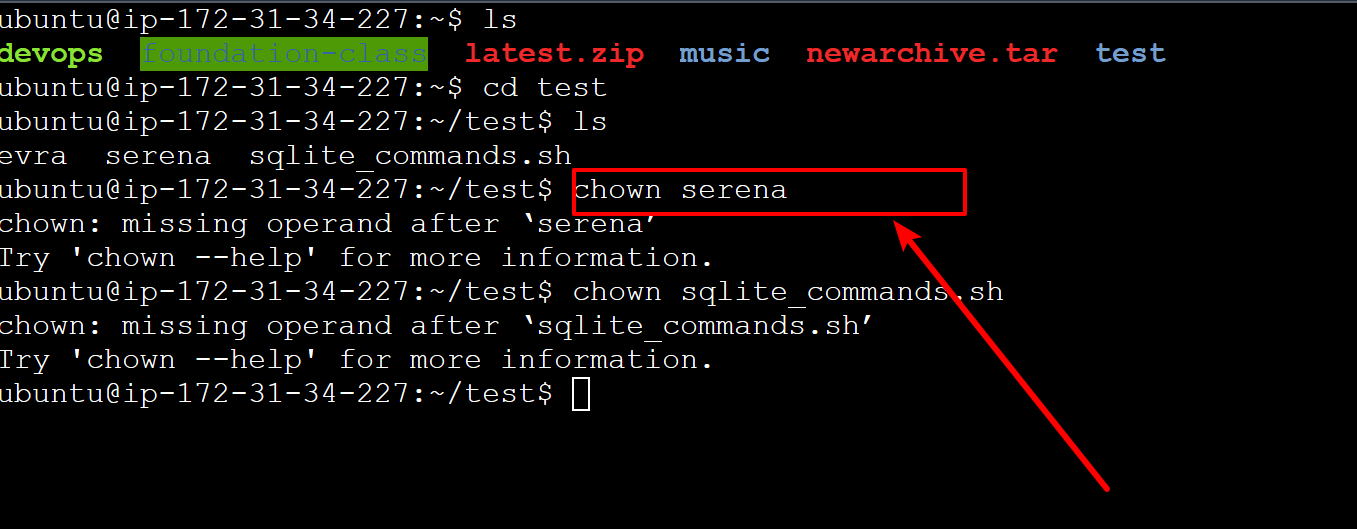 ubuntu@ip-172-31-34-227:~$ ls
devops  foundation-class  latest.zip  music  newarchive.tar  test
ubuntu@ip-172-31-34-227:~$ cd test
ubuntu@ip-172-31-34-227:~/test$ ls
evra  serena  sqlite_commands.sh
ubuntu@ip-172-31-34-227:~/test$ chown serena
chown: missing operand after ‘serena’
Try 'chown --help' for more information.
ubuntu@ip-172-31-34-227:~/test$ chown sqlite_commands.sh
chown: missing operand after ‘sqlite_commands.sh’
Try 'chown --help' for more information.
ubuntu@ip-172-31-34-227:~/test$